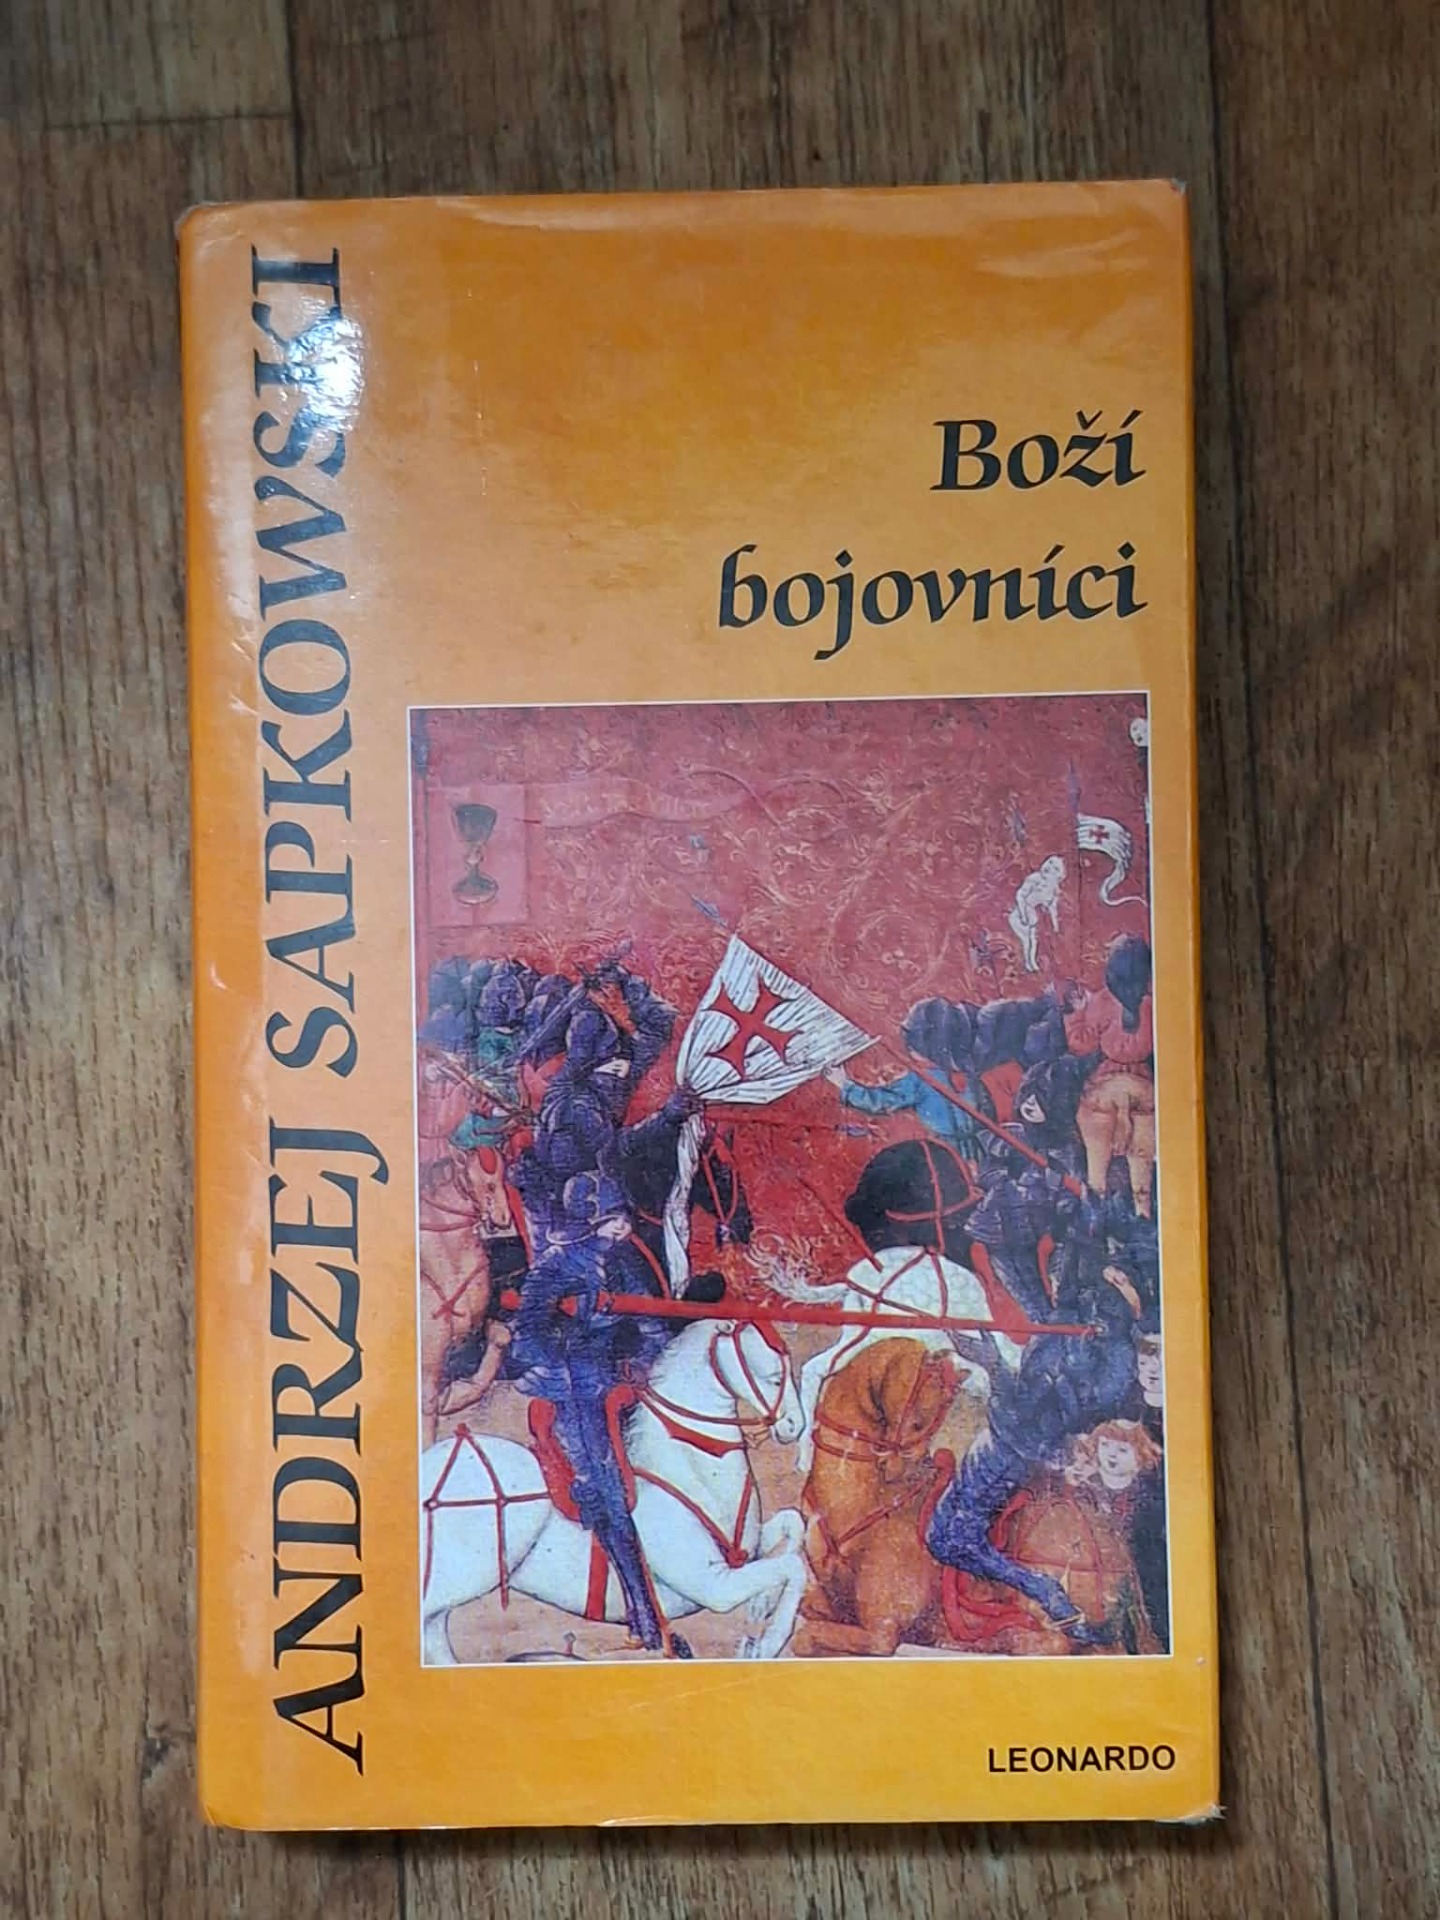 ANDRZEJ SAPKOWSKI
Boží
bojovníci
LEONARDO